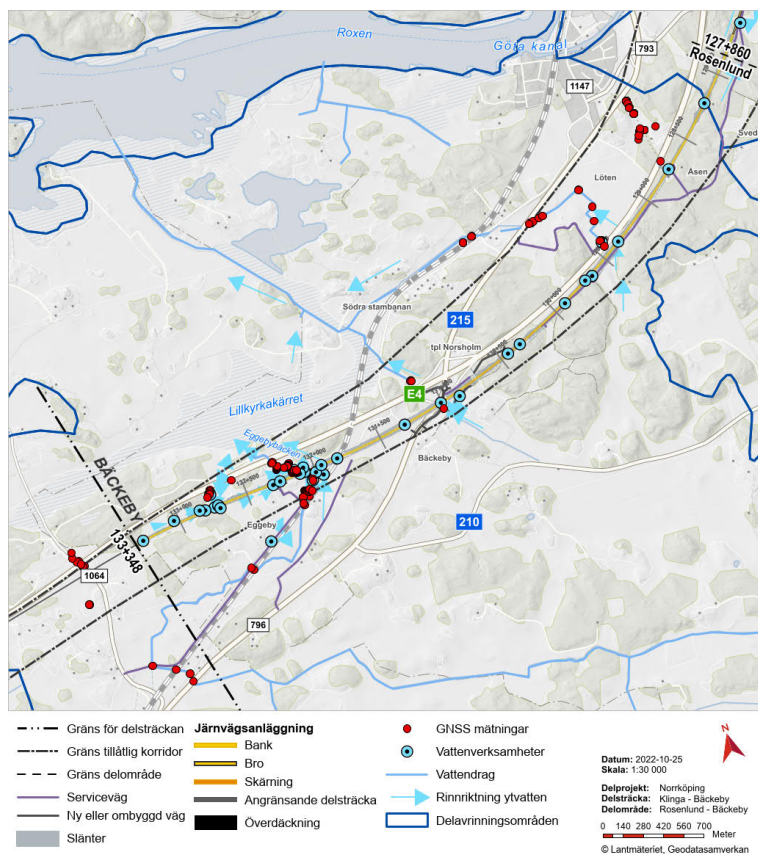 Roxen
Göta kanal
793
127+860
Rosenlund
1147
Löten
Åsen
Södra stambanan
215
tpl Norsholm
E4
Lillkyrkakärret
Eggebybäcken
Bäckeby
BÄCKEBY
133+348
Eggeby
210
1064
796
Gräns för delsträckan
Gräns tillåtlig korridor
Gräns delområde
Serviceväg
Ny eller ombyggd väg
Slänter
Järnvägsanläggning
Bank
Bro
Skärning
Angränsande delsträcka
Överdäckning
GNSS mätningar
Vattenverksamheter
Vattendrag
Rinnriktning ytvatten
Delavrinningsområden
N
Datum: 2022-10-25
Skala: 1:30 000
Delprojekt: Norrköping
Delsträcka: Klinga - Bäckeby
Delområde: Rosenlund - Bäckeby
0 140 280 420 560 700
Meter
© Lantmäteriet, Geodatasamverkan